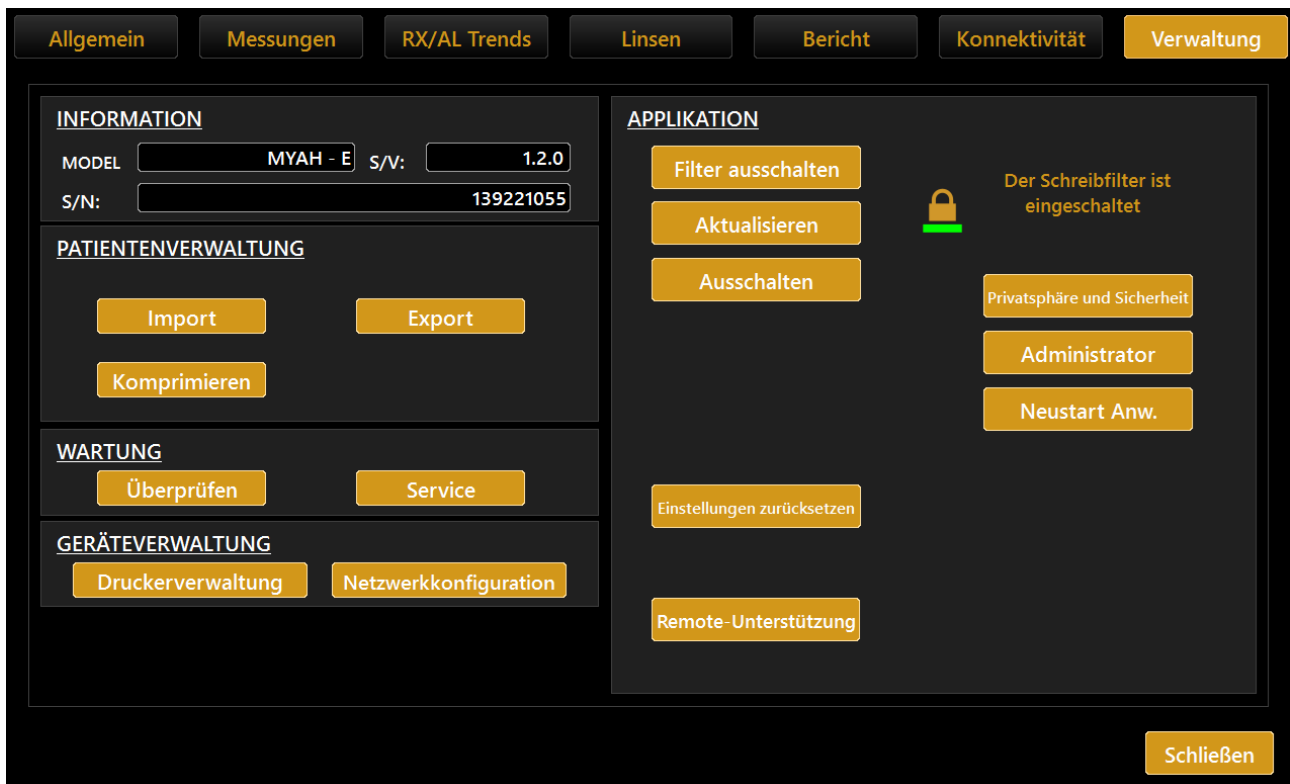 Allgemein
Messungen
RX/AL Trends
Linsen
Bericht
Konnektivität
Verwaltung
INFORMATION
MODEL MYAH - E S/V: 1.2.0
S/N: 139221055
PATIENTENVERWALTUNG
Import
Export
Komprimieren
WARTUNG
Überprüfen
Service
GERÄTEVERWALTUNG
Druckerverwaltung
Netzwerkkonfiguration
APPLIKATION
Filter ausschalten
Aktualisieren
Ausschalten
Der Schreibfilter ist
eingeschaltet
Privatsphäre und Sicherheit
Administrator
Neustart Anw.
Einstellungen zurücksetzen
Remote-Unterstützung
Schließen